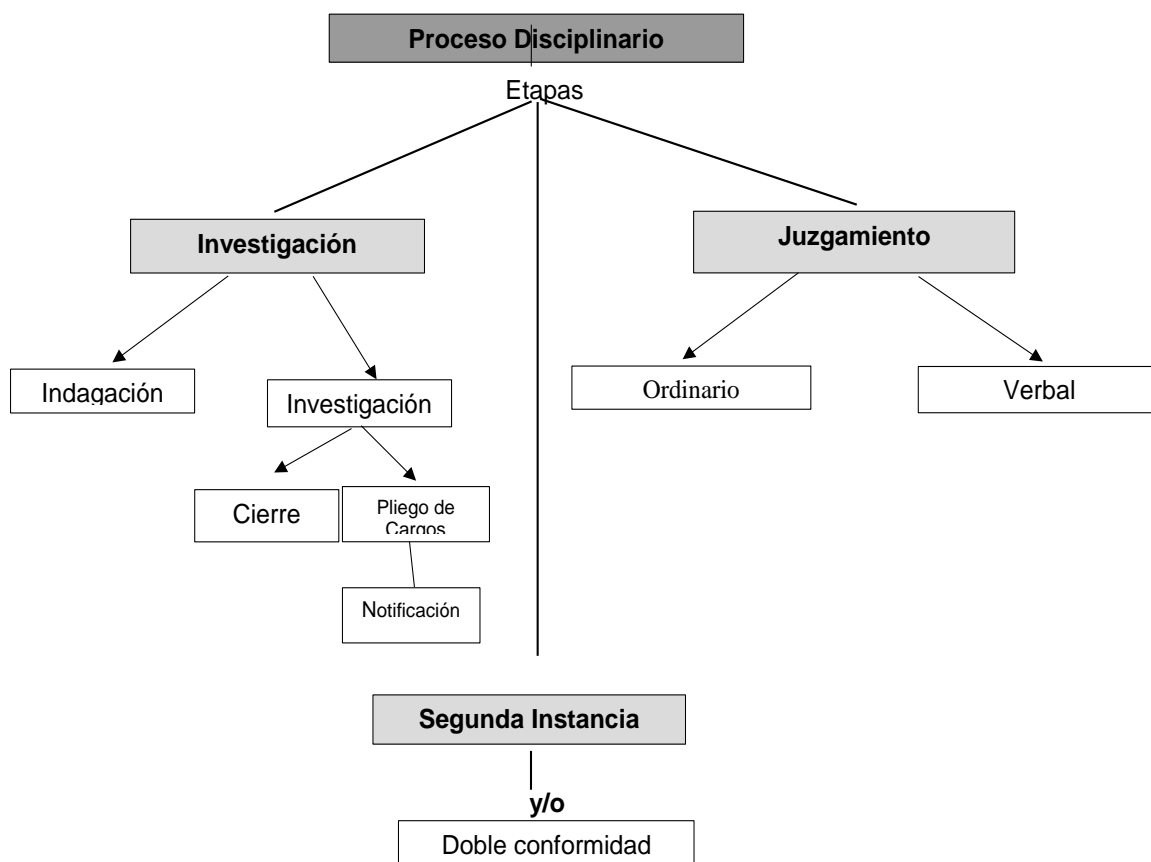 Proceso Disciplinario
Etapas
Investigación
Juzgamiento
Indagación
Investigación
Ordinario
Verbal
Cierre
Pliego de
Cargos
Notificación
Segunda Instancia
y/o
Doble conformidad